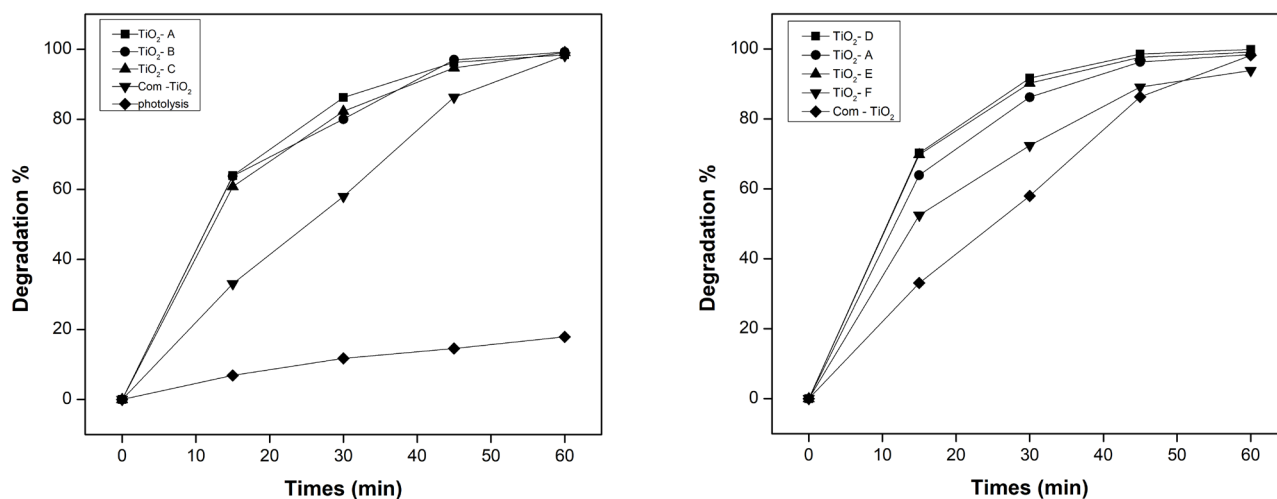 TiO₂- A
TiO₂- B
TiO₂- C
Com -TiO₂
photolysis
100
80
60
40
20
0
Degradation %
0 10 20 30 40 50 60
Times (min)
TiO₂- D
TiO₂- A
TiO₂- E
TiO₂- F
Com - TiO₂
100
80
60
40
20
0
Degradation %
0 10 20 30 40 50 60
Times (min)